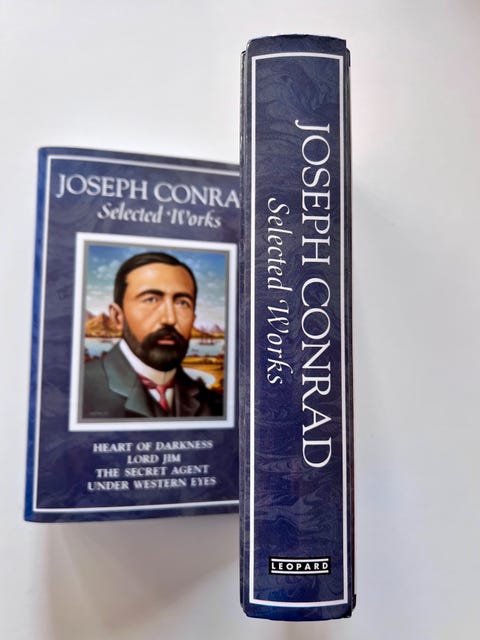 JOSEPH CONRA
Selected Works
HEART OF DARKNESS
LORD JIM
THE SECRET AGENT
UNDER WESTERN EYES
JOSEPH CONRAD
Selected Works
LEOPARD